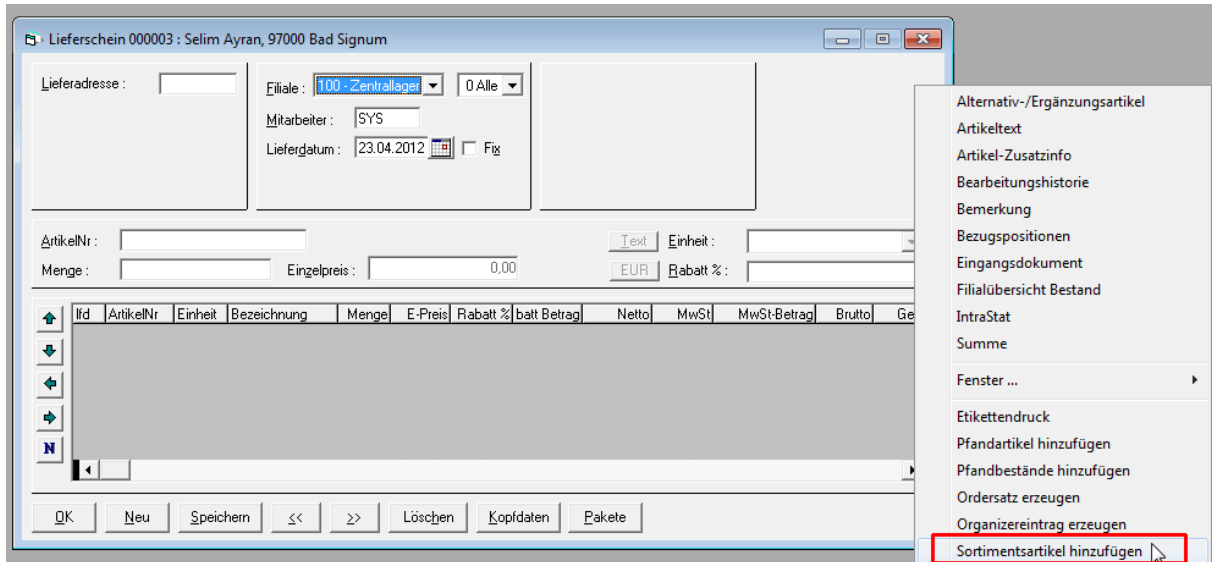 Lieferschein 000003 : Selim Ayran, 97000 Bad Signum
Lieferadresse :
Filiale : 100 - Zentrallager 0 Alle
Mitarbeiter : SYS
Lieferdatum : 23.04.2012 Fix
ArtikelNr : Text Einheit :
Menge : Einzelpreis : 0,00 EUR Rabatt % :
lfd ArtikelNr Einheit Bezeichnung Menge E-Preis Rabatt % batt Betrag Netto MwSt MwSt-Betrag Brutto Ge
N
OK Neu Speichern << >> Löschen Kopfdaten Pakete
Alternativ-/Ergänzungsartikel
Artikeltext
Artikel-Zusatzinfo
Bearbeitungshistorie
Bemerkung
Bezugspositionen
Eingangsdokument
Filialübersicht Bestand
IntraStat
Summe
Fenster ...
Etikettendruck
Pfandartikel hinzufügen
Pfandbestände hinzufügen
Ordersatz erzeugen
Organizereintrag erzeugen
Sortimentsartikel hinzufügen